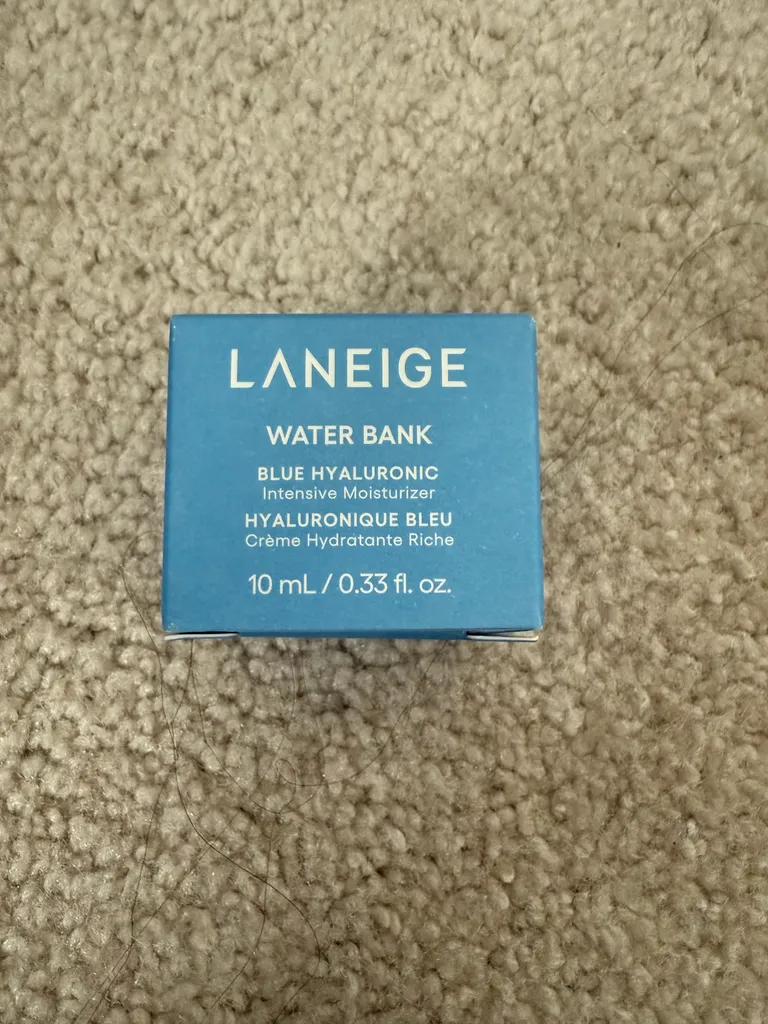 LANEIGE
WATER BANK
BLUE HYALURONIC
Intensive Moisturizer
HYALURONIQUE BLEU
Crème Hydratante Riche
10 mL / 0.33 fl. oz.